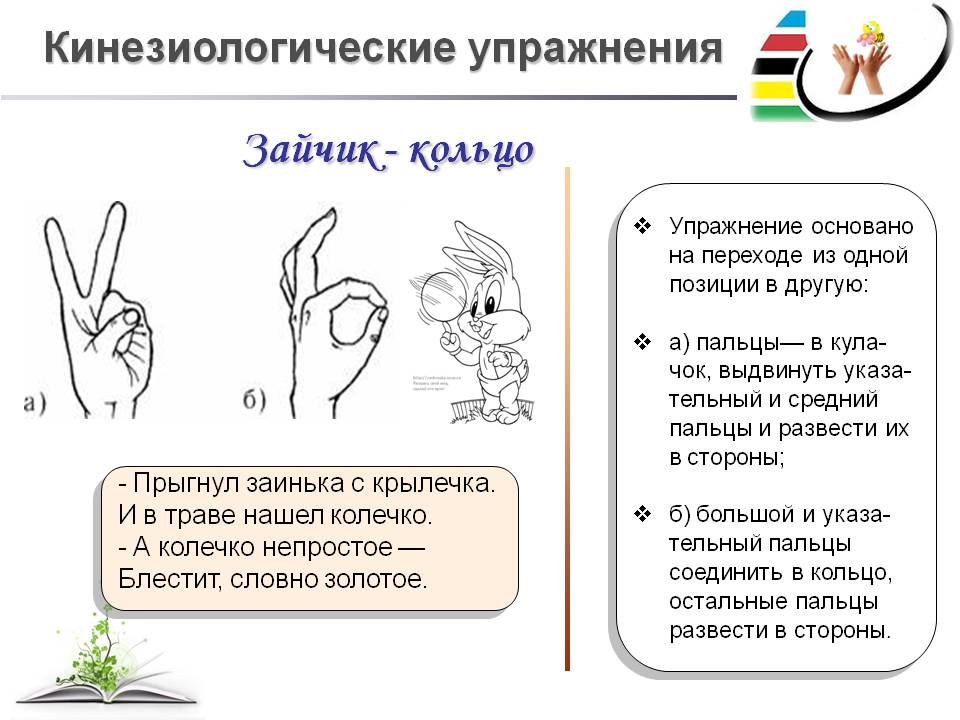 Кинезиологические упражнения
Зайчик - кольцо
а)
б)
- Прыгнул заинька с крылечка.
И в траве нашел колечко.
- А колечко непростое —
Блестит, словно золотое.
❖ Упражнение основано
на переходе из одной
позиции в другую:
❖ а) пальцы— в кула-
чок, выдвинуть указа-
тельный и средний
пальцы и развести их
в стороны;
❖ б) большой и указа-
тельный пальцы
соединить в кольцо,
остальные пальцы
развести в стороны.